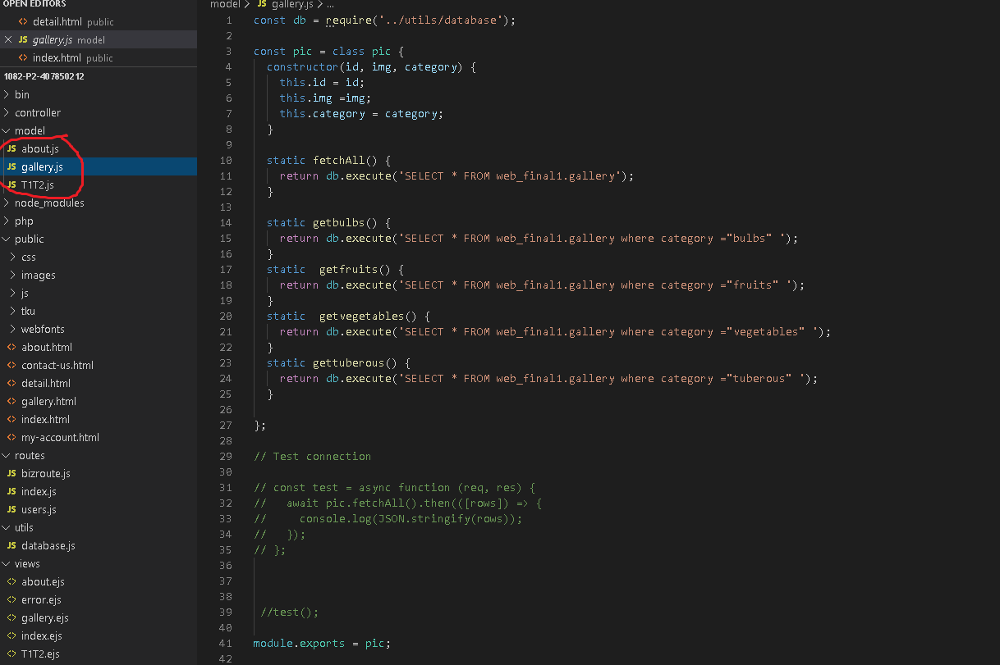 OPEN EDITORS
detail.html public
gallery.js model
index.html public
1082-P2-407850212
bin
controller
model
about.js
gallery.js
T1T2.js
node_modules
php
public
css
images
js
tku
webfonts
about.html
contact-us.html
detail.html
gallery.html
index.html
my-account.html
routes
bizroute.js
index.js
users.js
utils
database.js
views
about.ejs
error.ejs
gallery.ejs
index.ejs
T1T2.ejs
model > JS gallery.js > ...
1 const db = require('../utils/database');
2
3 const pic = class pic {
4 constructor(id, img, category) {
5 this.id = id;
6 this.img =img;
7 this.category = category;
8 }
9
10 static fetchAll() {
11 return db.execute('SELECT * FROM web_final1.gallery');
12 }
13
14 static getbulbs() {
15 return db.execute('SELECT * FROM web_final1.gallery where category ="bulbs" ');
16 }
17 static  getfruits() {
18 return db.execute('SELECT * FROM web_final1.gallery where category ="fruits" ');
19 }
20 static  getvegetables() {
21 return db.execute('SELECT * FROM web_final1.gallery where category ="vegetables" ');
22 }
23 static gettuberous() {
24 return db.execute('SELECT * FROM web_final1.gallery where category ="tuberous" ');
25 }
26
27 };
28
29 // Test connection
30
31 // const test = async function (req, res) {
32 //   await pic.fetchAll().then(([rows]) => {
33 //     console.log(JSON.stringify(rows));
34 //   });
35 // };
36
37
38
39 //test();
40
41 module.exports = pic;
42